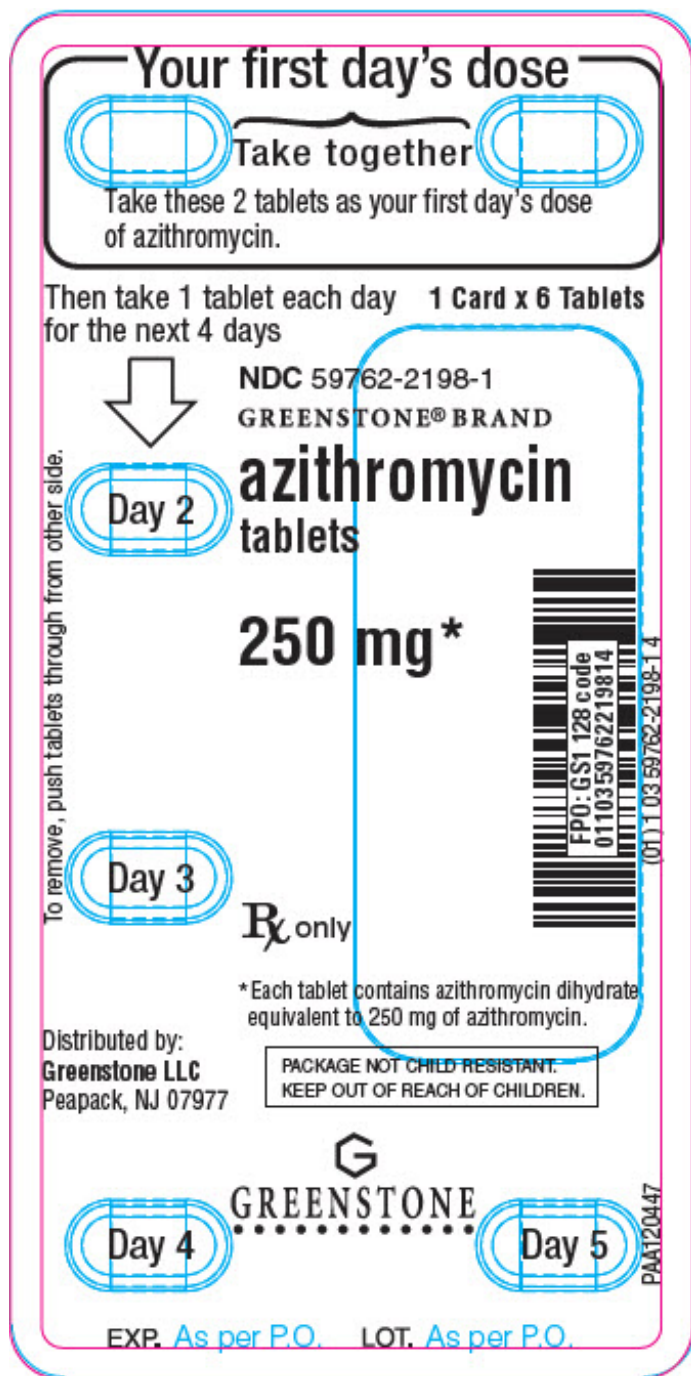 Your first day's dose
Take together
Take these 2 tablets as your first day's dose
of azithromycin.
Then take 1 tablet each day
for the next 4 days
1 Card x 6 Tablets
NDC 59762-2198-1
GREENSTONE® BRAND
azithromycin
tablets
250 mg*
Day 2
To remove, push tablets through from other side.
Day 3
FPO: GS1 128 code
0110359762219814
(01) 1 03 59762-2198-1 4
Rx only
*Each tablet contains azithromycin dihydrate
equivalent to 250 mg of azithromycin.
Distributed by:
Greenstone LLC
Peapack, NJ 07977
PACKAGE NOT CHILD RESISTANT.
KEEP OUT OF REACH OF CHILDREN.
G
GREENSTONE
Day 4
Day 5
PAA120447
EXP. As per P.O. LOT. As per P.O.